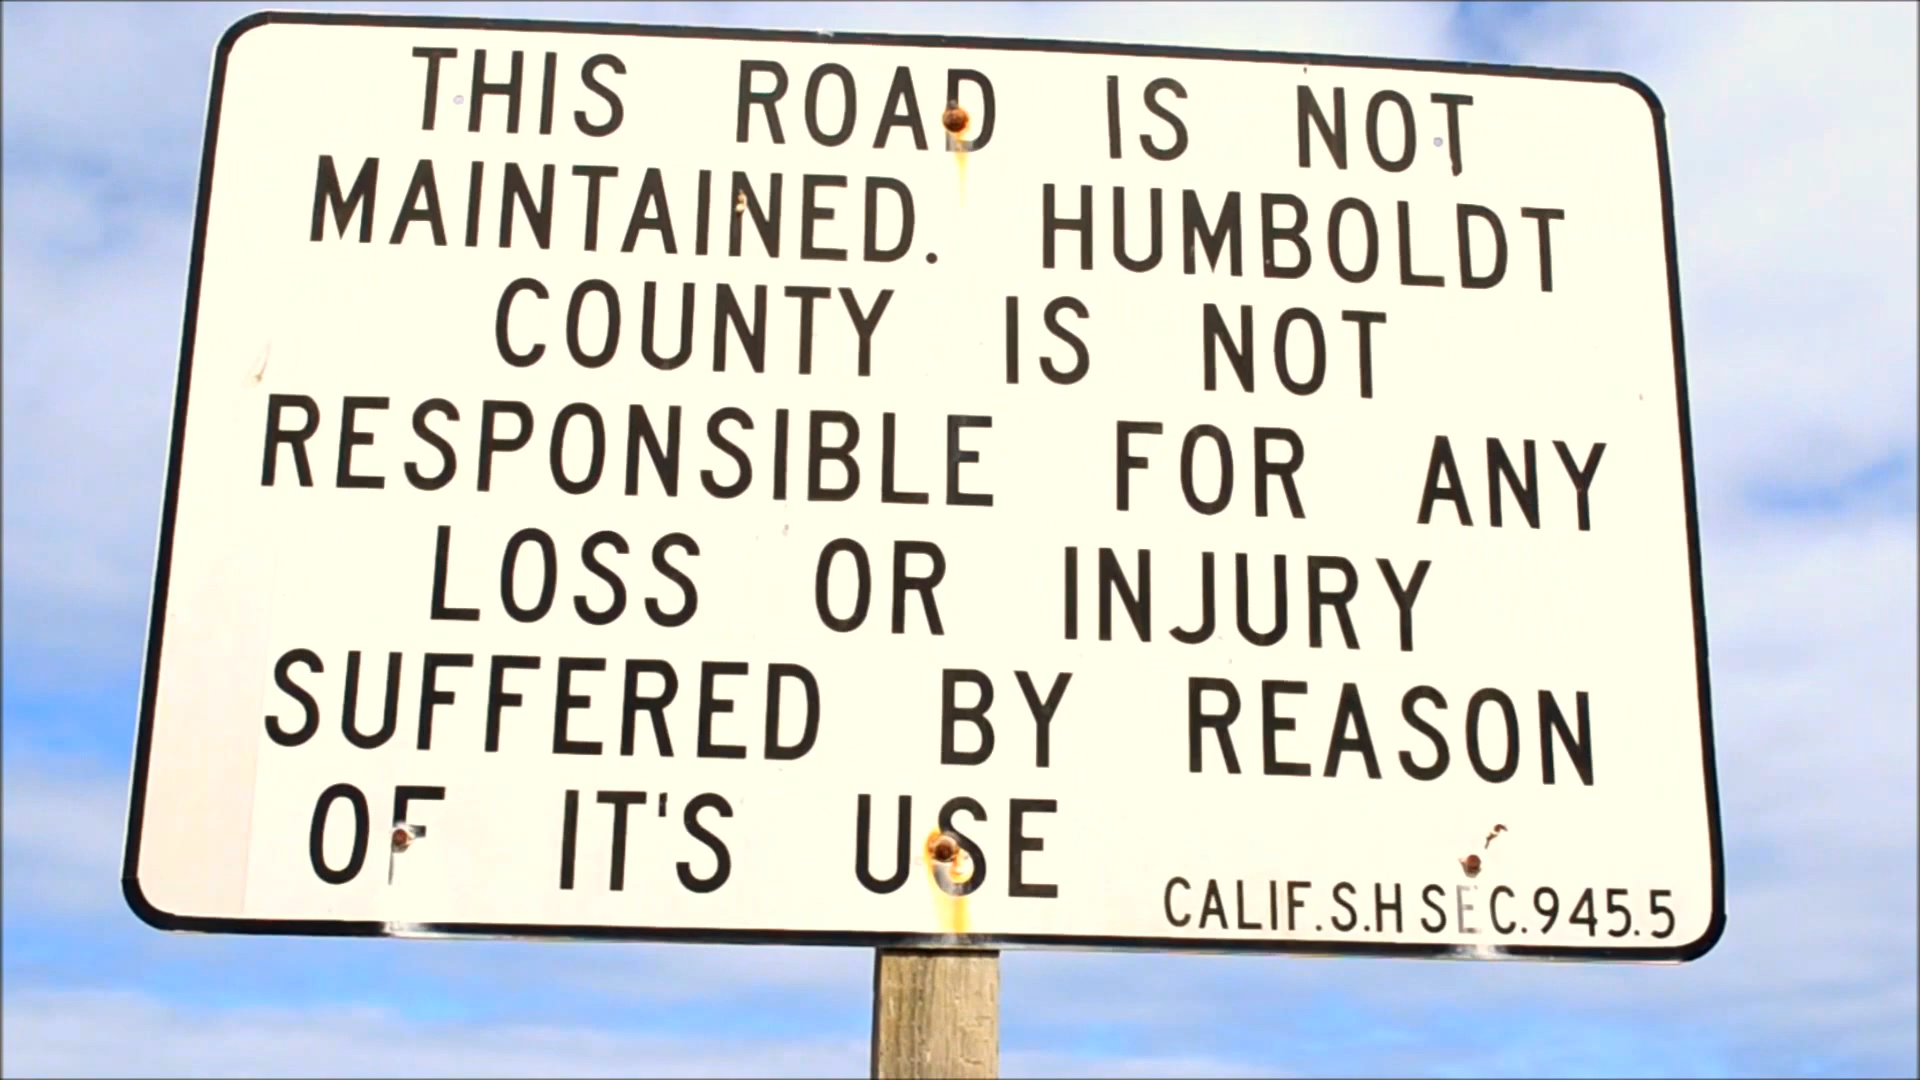 THIS ROAD IS NOT
MAINTAINED. HUMBOLDT
COUNTY IS NOT
RESPONSIBLE FOR ANY
LOSS OR INJURY
SUFFERED BY REASON
OF IT'S USE
CALIF.S.H SEC.945.5